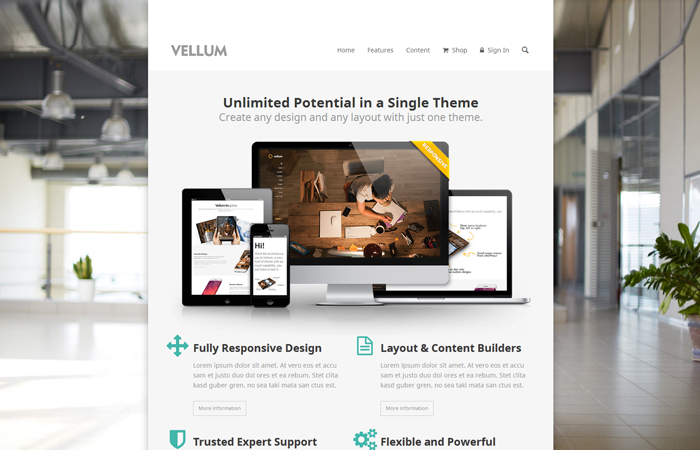 VELLUM
Home Features Content Shop Sign In
Unlimited Potential in a Single Theme
Create any design and any layout with just one theme.
RESPONSIVE
vellum
Hi!
Fully Responsive Design
Lorem ipsum dolor sit amet. At vero eos et accu
sam et justo duo dol ores et ea rebum. Stet clita
kasd guber gren, no sea taki mata san ctus est.
More information
Layout & Content Builders
Lorem ipsum dolor sit amet. At vero eos et accu
sam et justo duo dol ores et ea rebum. Stet clita
kasd guber gren, no sea taki mata san ctus est.
More information
Trusted Expert Support
Flexible and Powerful